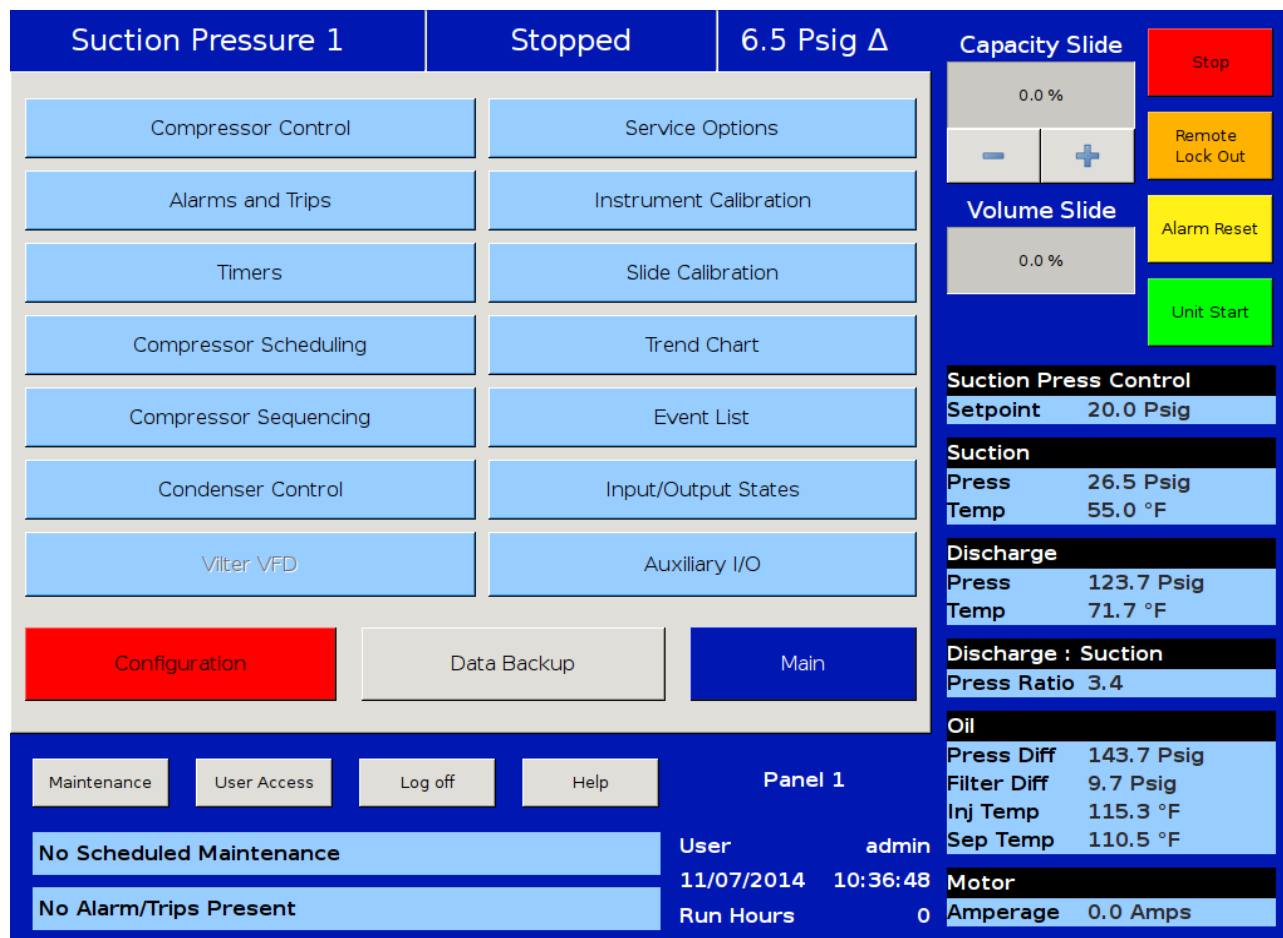 Suction Pressure 1
Stopped
6.5 Psig Δ
Compressor Control
Service Options
Alarms and Trips
Instrument Calibration
Timers
Slide Calibration
Compressor Scheduling
Trend Chart
Compressor Sequencing
Event List
Condenser Control
Input/Output States
Vilter VFD
Auxiliary I/O
Configuration
Data Backup
Main
Maintenance
User Access
Log off
Help
Panel 1
No Scheduled Maintenance
No Alarm/Trips Present
User admin
11/07/2014 10:36:48
Run Hours 0
Capacity Slide
0.0 %
Volume Slide
0.0 %
Stop
Remote
Lock Out
Alarm Reset
Unit Start
Suction Press Control
Setpoint 20.0 Psig
Suction
Press 26.5 Psig
Temp 55.0 °F
Discharge
Press 123.7 Psig
Temp 71.7 °F
Discharge : Suction
Press Ratio 3.4
Oil
Press Diff 143.7 Psig
Filter Diff 9.7 Psig
Inj Temp 115.3 °F
Sep Temp 110.5 °F
Motor
Amperage 0.0 Amps